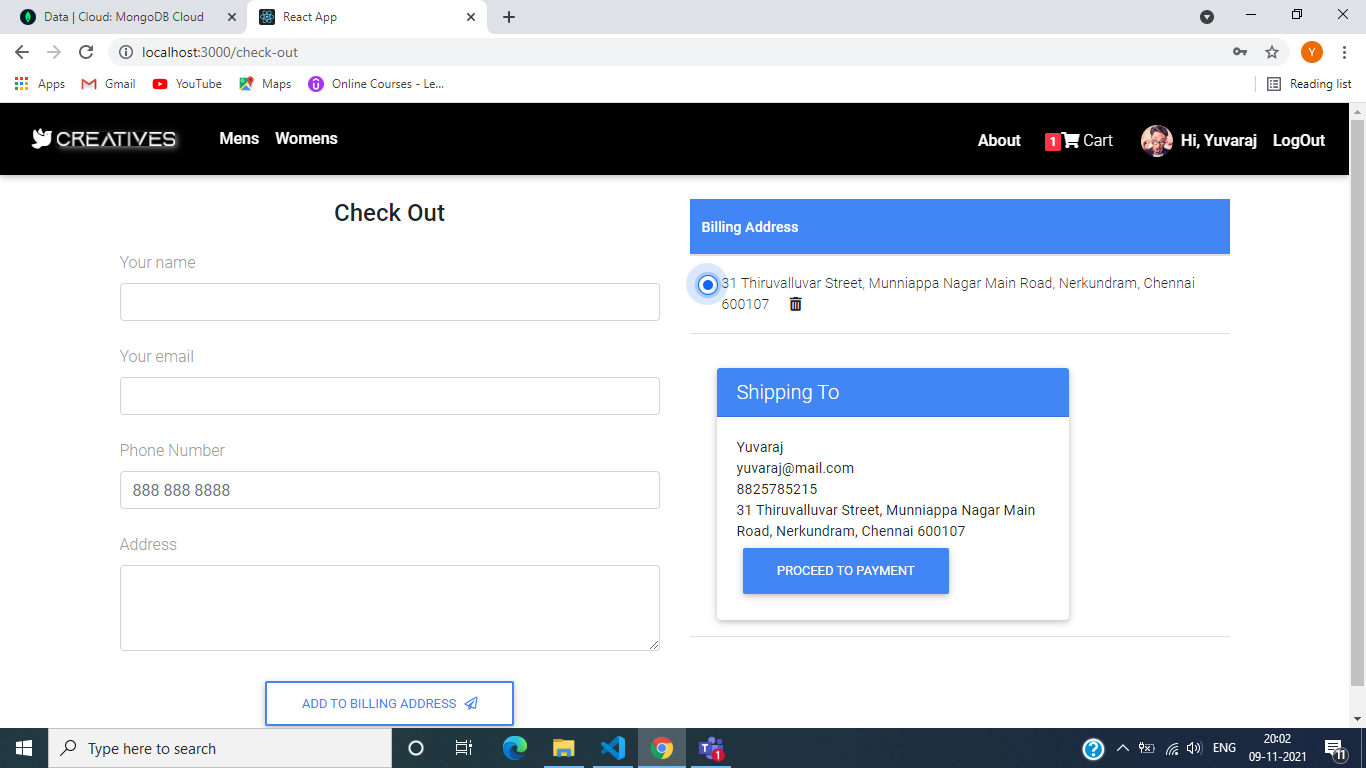 Data | Cloud: MongoDB Cloud
React App
localhost:3000/check-out
Y
Apps
Gmail
YouTube
Maps
Online Courses - Le...
Reading list
CREATIVES
Mens
Womens
About
1
Cart
Hi, Yuvaraj
LogOut
Check Out
Your name
Your email
Phone Number
888 888 8888
Address
ADD TO BILLING ADDRESS
Billing Address
31 Thiruvalluvar Street, Munniappa Nagar Main Road, Nerkundram, Chennai
600107
Shipping To
Yuvaraj
yuvaraj@mail.com
8825785215
31 Thiruvalluvar Street, Munniappa Nagar Main
Road, Nerkundram, Chennai 600107
PROCEED TO PAYMENT
Type here to search
1
ENG
20:02
09-11-2021
11